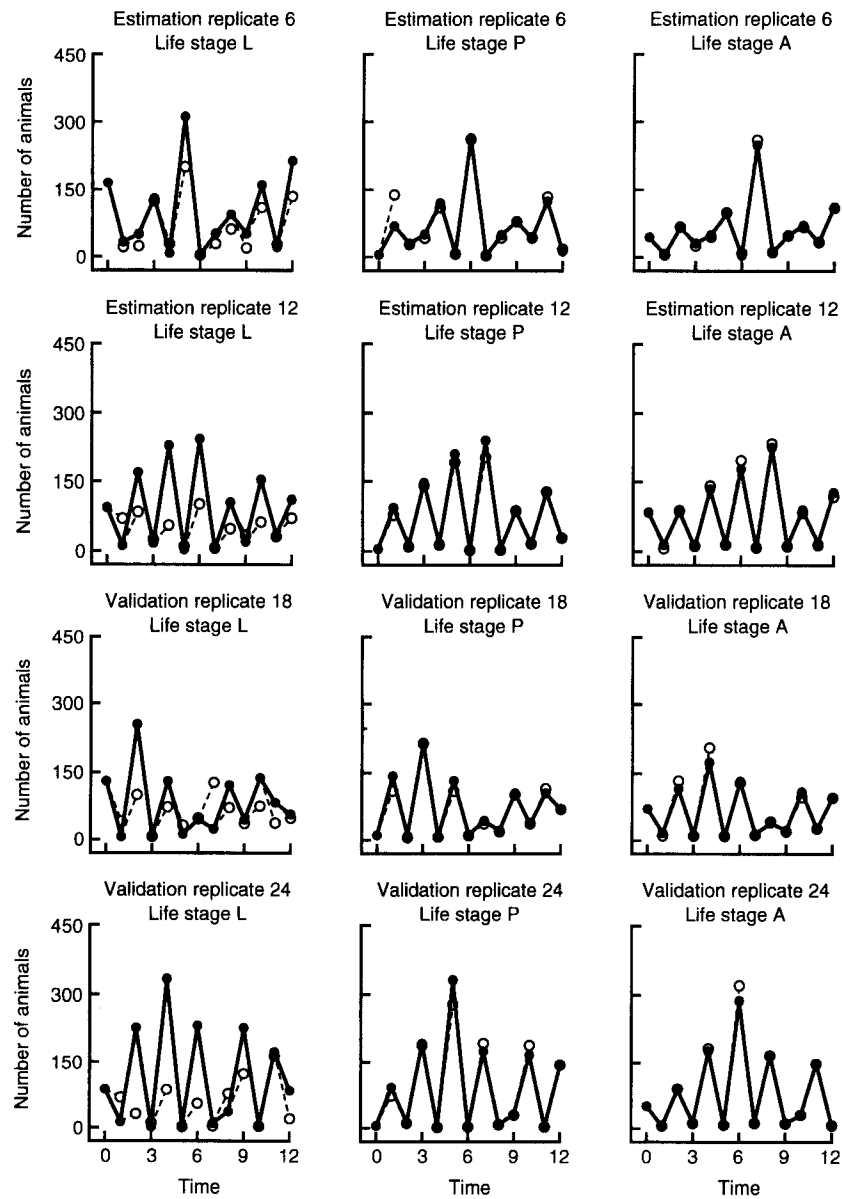 Estimation replicate 6
Life stage L
Estimation replicate 6
Life stage P
Estimation replicate 6
Life stage A
Number of animals
450
300
150
0
Estimation replicate 12
Life stage L
Estimation replicate 12
Life stage P
Estimation replicate 12
Life stage A
Number of animals
450
300
150
0
Validation replicate 18
Life stage L
Validation replicate 18
Life stage P
Validation replicate 18
Life stage A
Number of animals
450
300
150
0
Validation replicate 24
Life stage L
Validation replicate 24
Life stage P
Validation replicate 24
Life stage A
Number of animals
450
300
150
0
0 3 6 9 12
0 3 6 9 12
0 3 6 9 12
Time
Time
Time